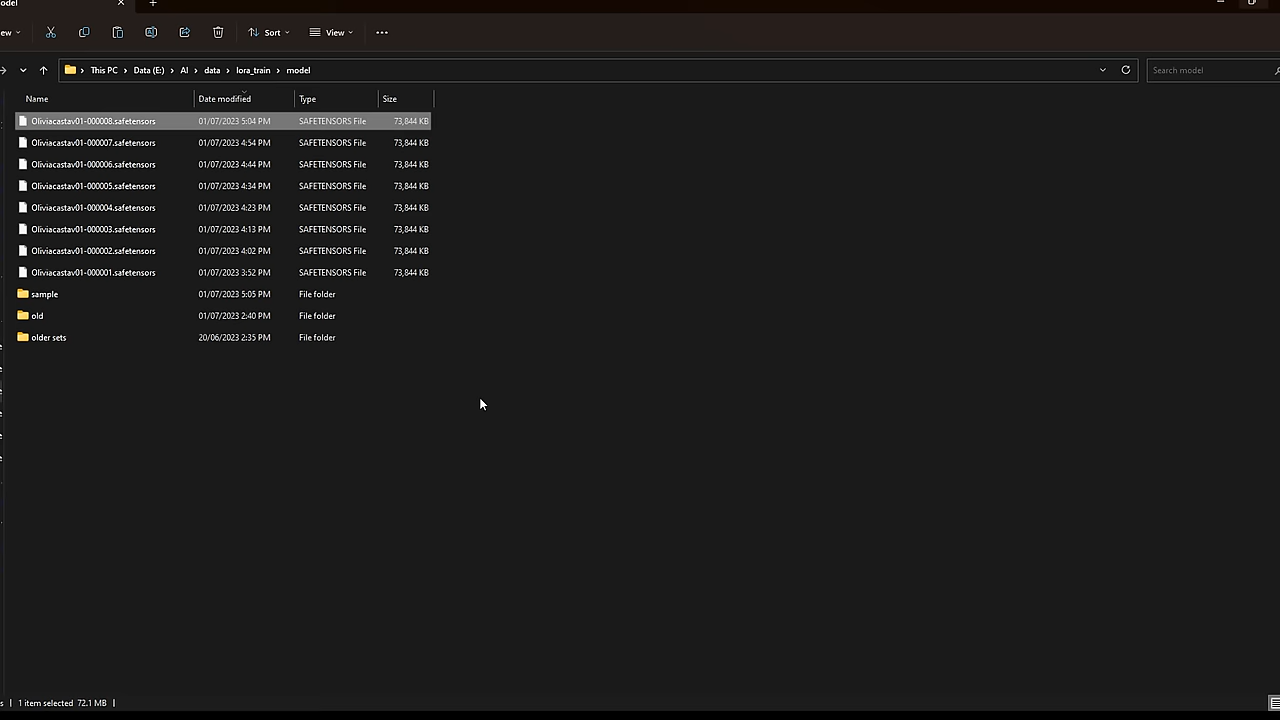 odel
ew Sort View
This PC Data (E:) AI data lora_train model Search model
Name Date modified Type Size
Oliviacastav01-000008.safetensors 01/07/2023 5:04 PM SAFETENSORS File 73,844 KB
Oliviacastav01-000007.safetensors 01/07/2023 4:54 PM SAFETENSORS File 73,844 KB
Oliviacastav01-000006.safetensors 01/07/2023 4:44 PM SAFETENSORS File 73,844 KB
Oliviacastav01-000005.safetensors 01/07/2023 4:34 PM SAFETENSORS File 73,844 KB
Oliviacastav01-000004.safetensors 01/07/2023 4:23 PM SAFETENSORS File 73,844 KB
Oliviacastav01-000003.safetensors 01/07/2023 4:13 PM SAFETENSORS File 73,844 KB
Oliviacastav01-000002.safetensors 01/07/2023 4:02 PM SAFETENSORS File 73,844 KB
Oliviacastav01-000001.safetensors 01/07/2023 3:52 PM SAFETENSORS File 73,844 KB
sample 01/07/2023 5:05 PM File folder
old 01/07/2023 2:40 PM File folder
older sets 20/06/2023 2:35 PM File folder
s | 1 item selected 72.1 MB |